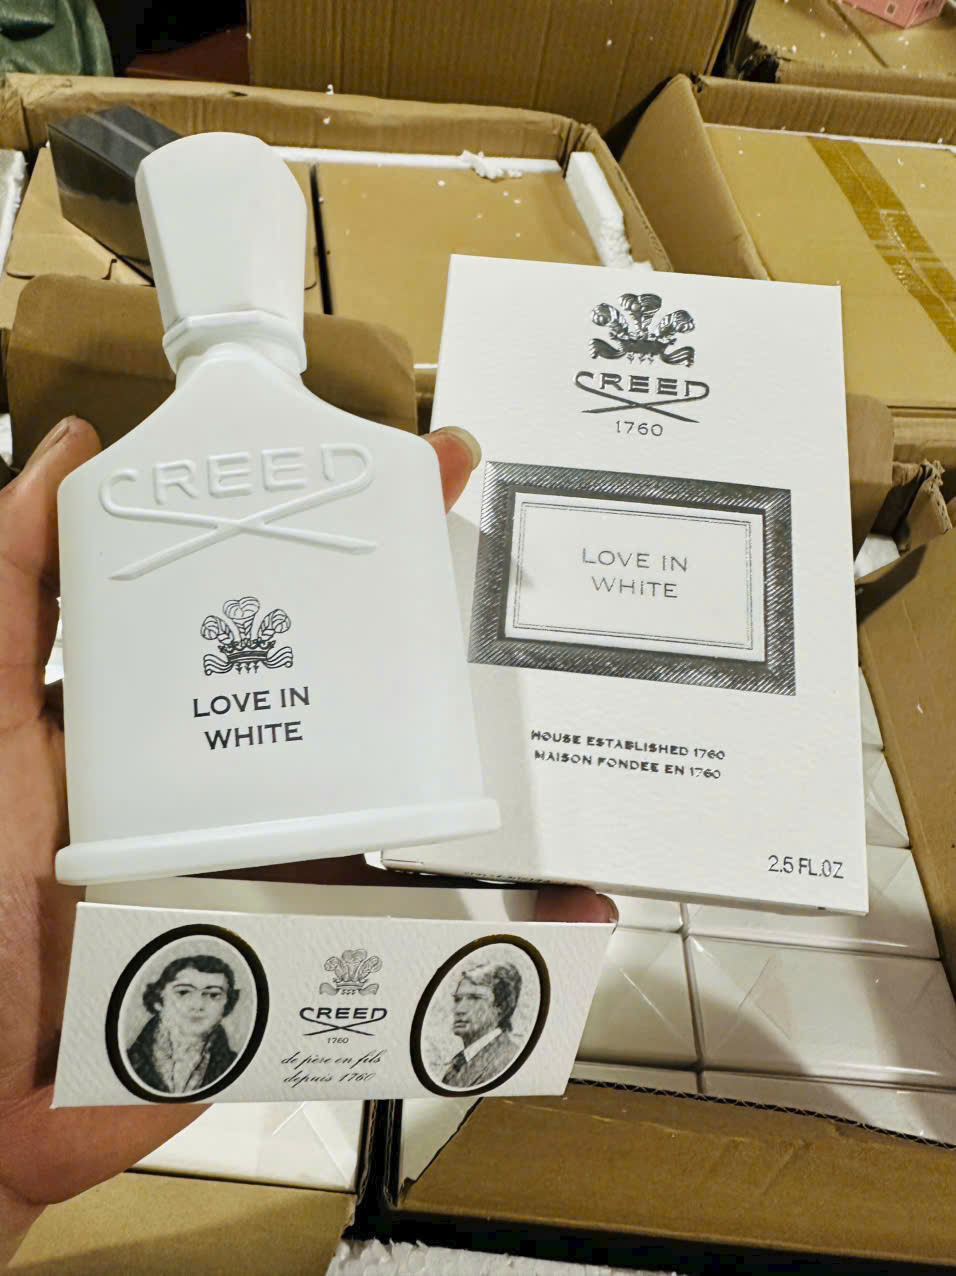 CREED
LOVE IN
WHITE
CREED
1760
LOVE IN
WHITE
HOUSE ESTABLISHED 1760
MAISON FONDEE EN 1760
2.5 FL.OZ
CREED
1760
de père en fils
depuis 1760